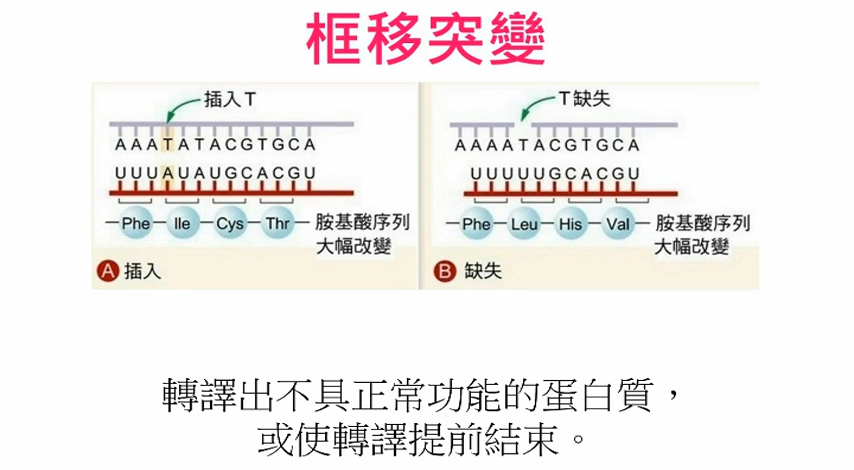 框移突變
插入T
AAATATACGTGCA
UUUAUAUGCACGU
Phe Ile Cys Thr 胺基酸序列
大幅改變
A 插入
T缺失
AAAATACGTGCA
UUUUUGCACGU
Phe Leu His Val 胺基酸序列
大幅改變
B 缺失
轉譯出不具正常功能的蛋白質，
或使轉譯提前結束。